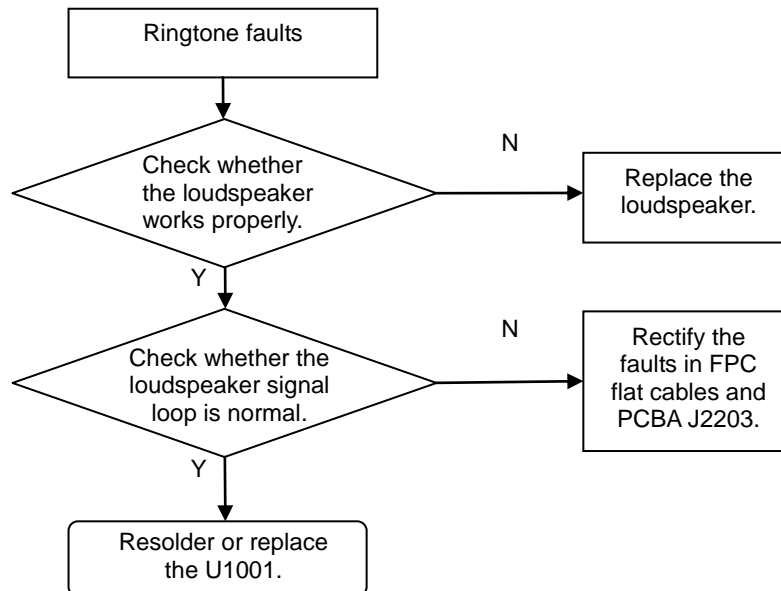 Ringtone faults
N
Check whether
the loudspeaker
works properly.
Replace the
loudspeaker.
Y
N
Check whether the
loudspeaker signal
loop is normal.
Rectify the
faults in FPC
flat cables and
PCBA J2203.
Y
Resolder or replace
the U1001.